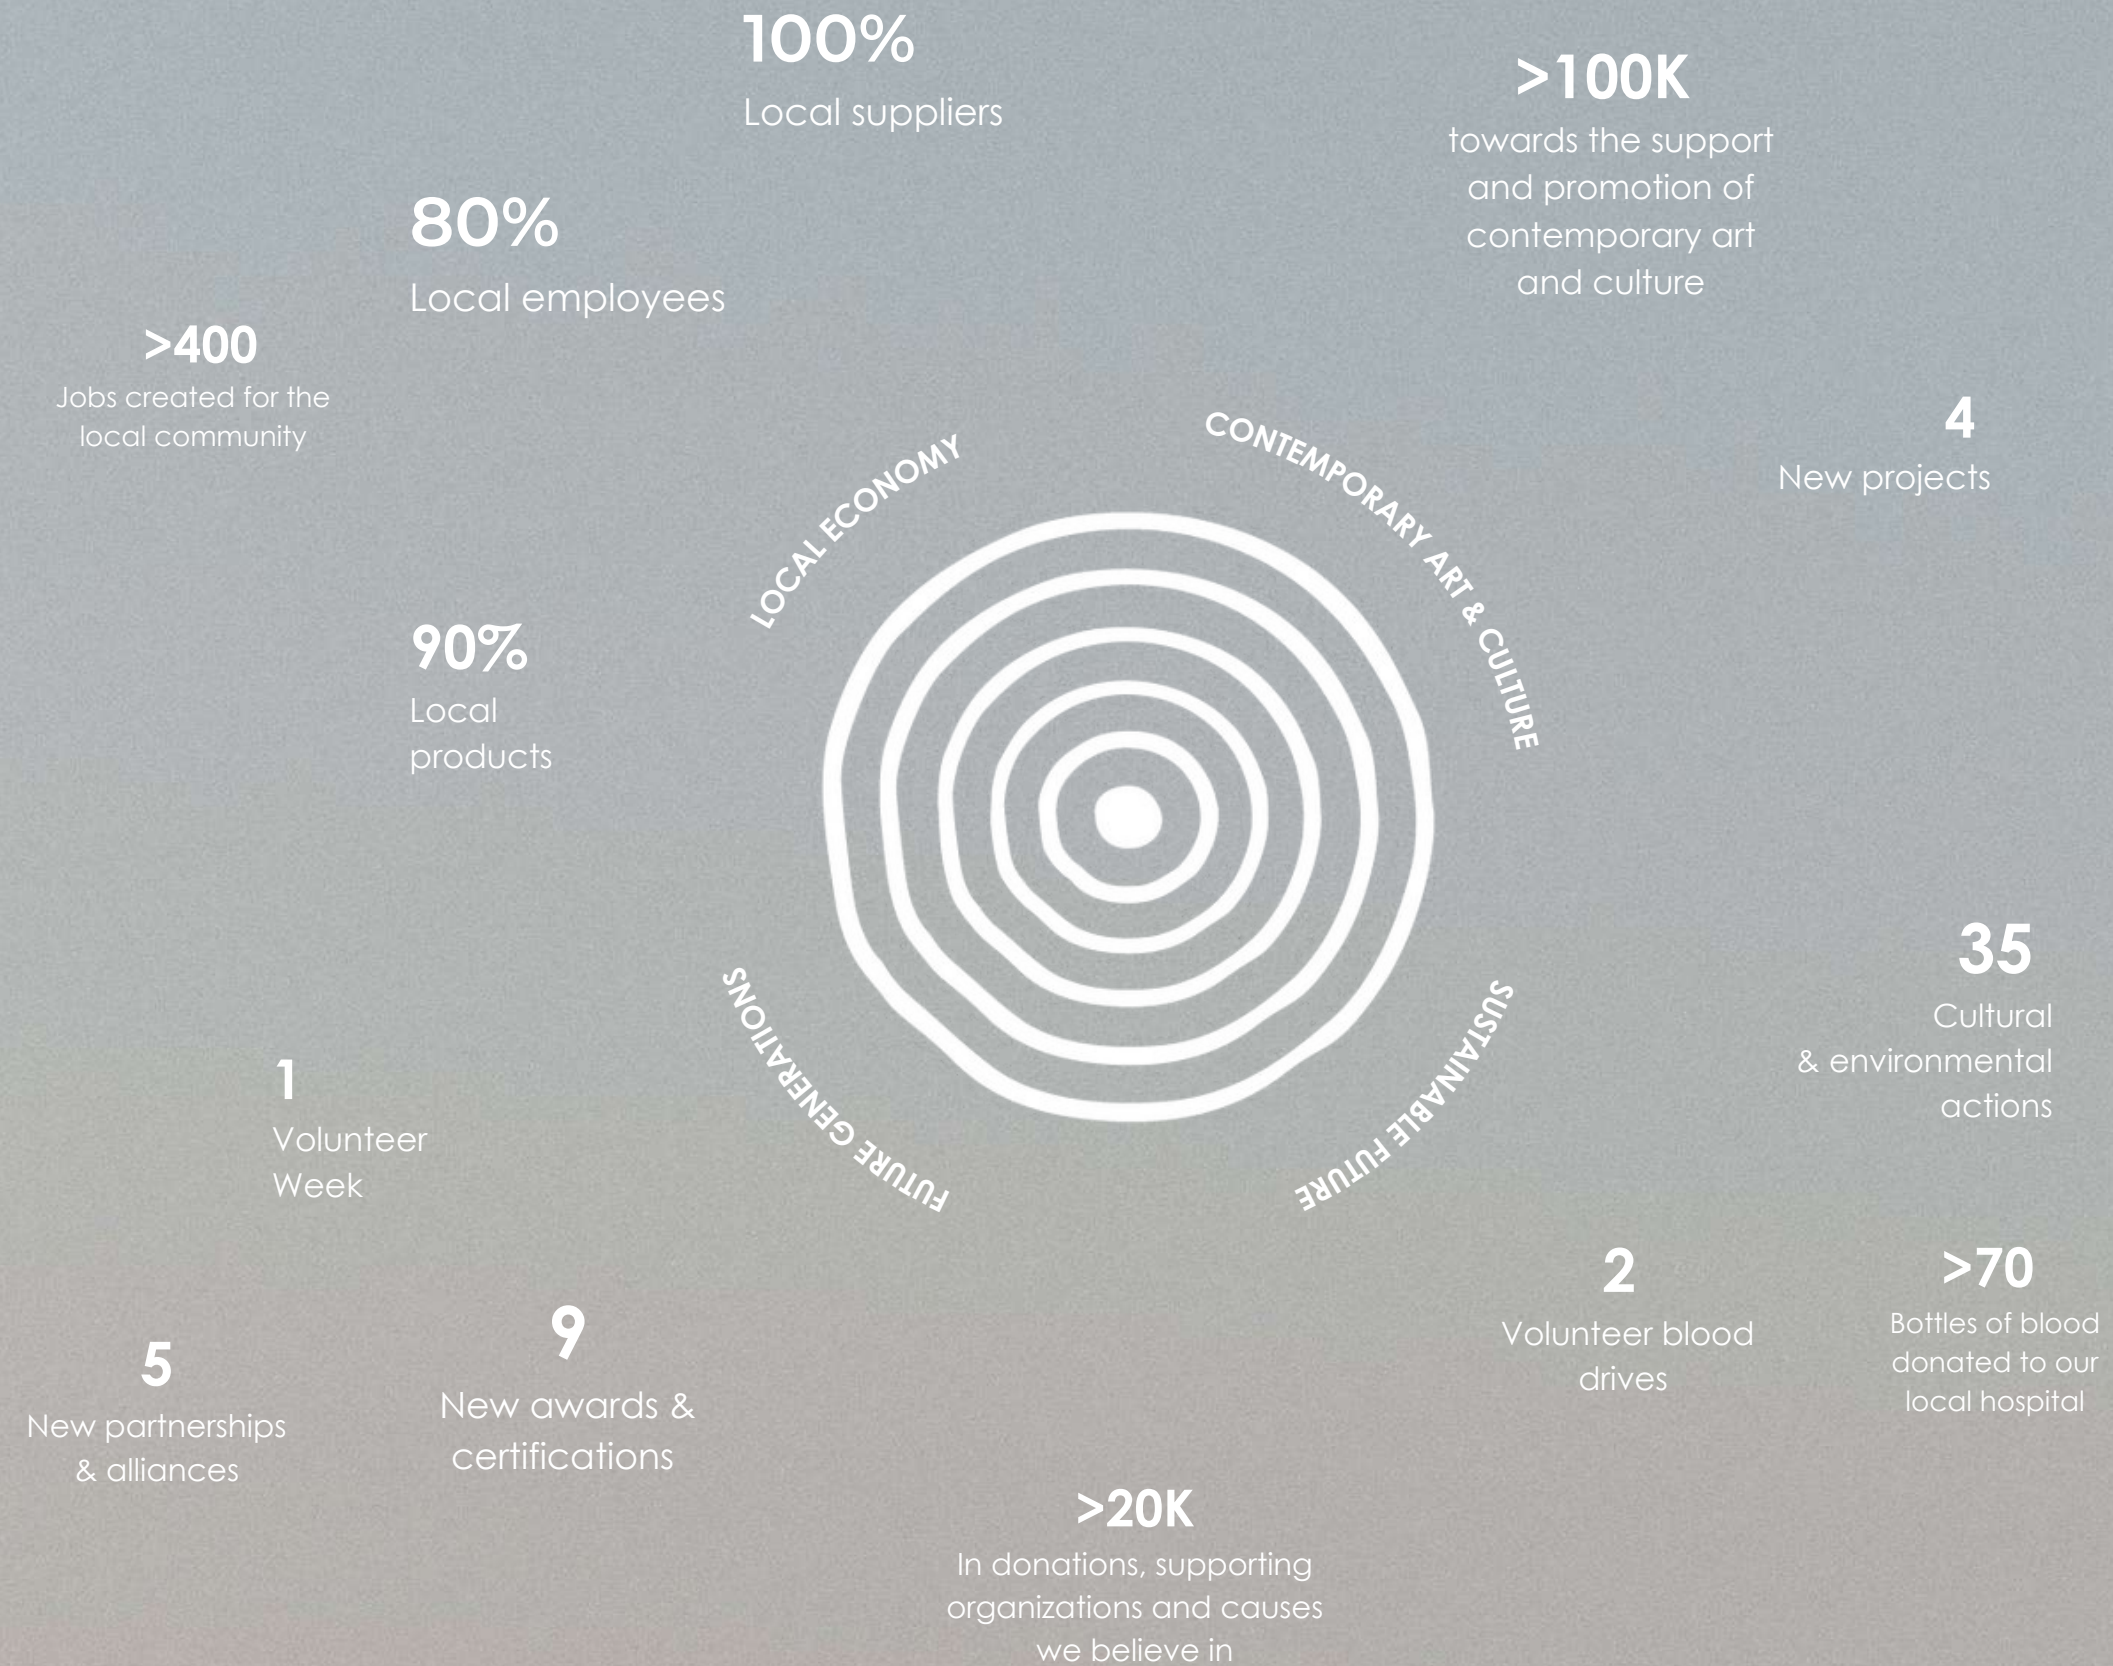 100%
Local suppliers
>100K
towards the support
and promotion of
contemporary art
and culture
80%
Local employees
>400
Jobs created for the
local community
4
New projects
LOCAL ECONOMY
CONTEMPORARY ART & CULTURE
90%
Local
products
35
Cultural
& environmental
actions
FUTURE GENERATIONS
SUSTAINABLE FUTURE
1
Volunteer
Week
2
Volunteer blood
drives
>70
Bottles of blood
donated to our
local hospital
5
New partnerships
& alliances
9
New awards &
certifications
>20K
In donations, supporting
organizations and causes
we believe in